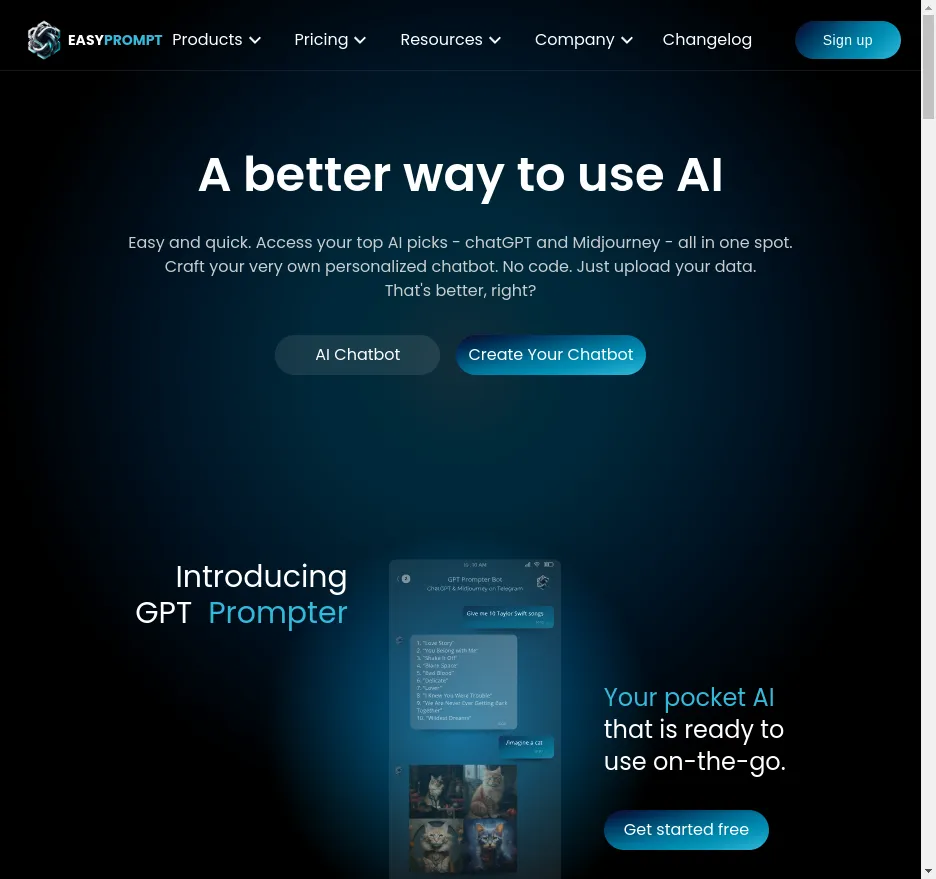 EASYPROMPT Products Pricing Resources Company Changelog Sign up
A better way to use AI
Easy and quick. Access your top AI picks - chatGPT and Midjourney - all in one spot.
Craft your very own personalized chatbot. No code. Just upload your data.
That's better, right?
AI Chatbot Create Your Chatbot
Introducing
GPT Prompter
GPT Prompter Bot
ChatGPT & Midjourney on Telegram
Give me 10 Taylor Swift songs
1. "Love Story"
2. "You Belong with Me"
3. "Shake It Off"
4. "Blank Space"
5. "Bad Blood"
6. "Delicate"
7. "Lover"
8. "I Knew You Were Trouble"
9. "We Are Never Ever Getting Back
Together"
10. "Wildest Dreams"
/imagine a cat
Your pocket AI
that is ready to
use on-the-go.
Get started free